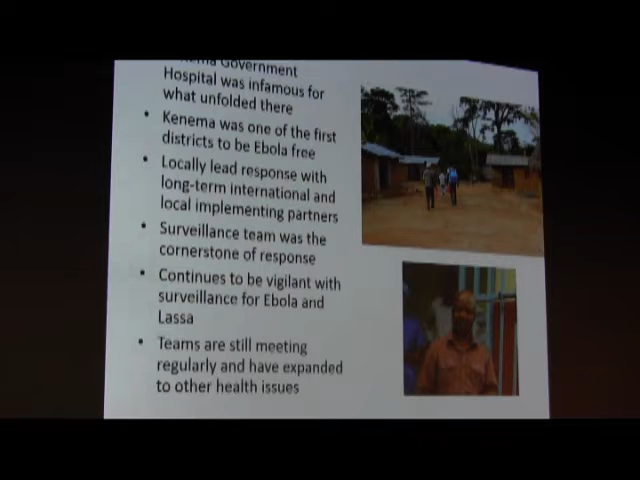 Government
Hospital was infamous for
what unfolded there
• Kenema was one of the first
districts to be Ebola free
• Locally lead response with
long-term international and
local implementing partners
• Surveillance team was the
cornerstone of response
• Continues to be vigilant with
surveillance for Ebola and
Lassa
• Teams are still meeting
regularly and have expanded
to other health issues